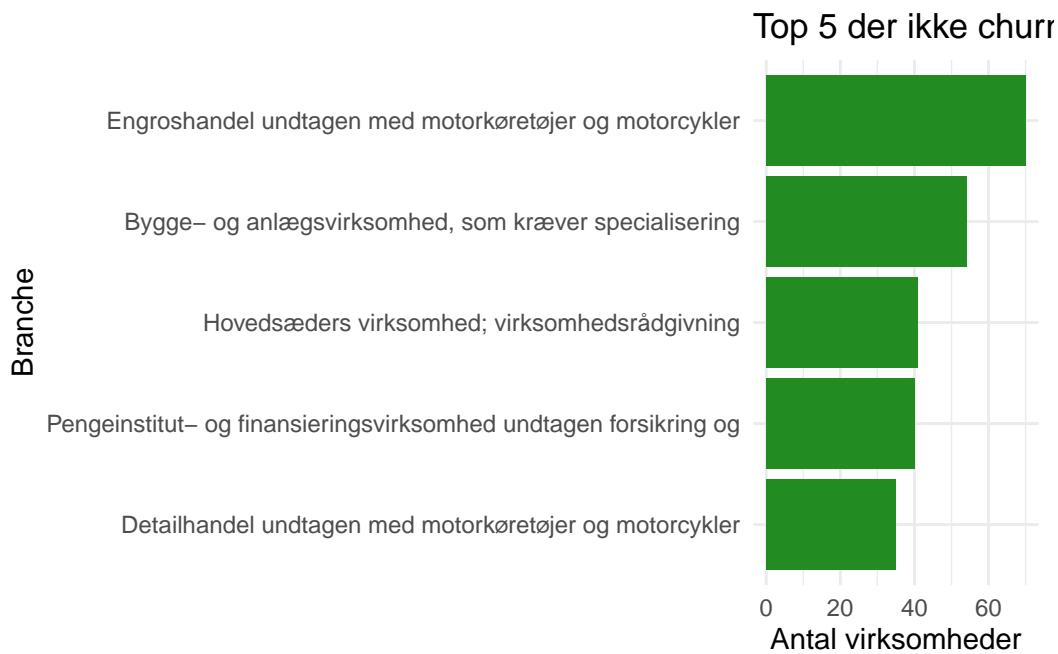 Top 5 der ikke churn
Engroshandel undtagen med motorkøretøjer og motorcykler
Bygge− og anlægsvirksomhed, som kræver specialisering
Hovedsæders virksomhed; virksomhedsrådgivning
Pengeinstitut− og finansieringsvirksomhed undtagen forsikring og
Detailhandel undtagen med motorkøretøjer og motorcykler
Branche
0 20 40 60
Antal virksomheder